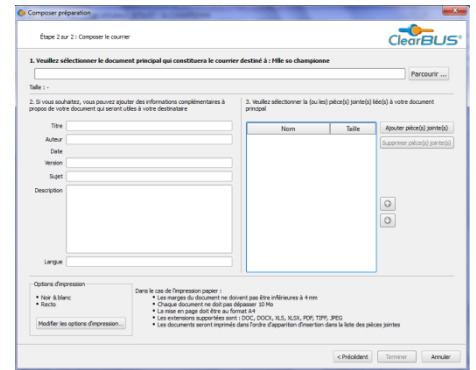 Composer préparation
Étape 2 sur 2 : Composer le courrier
ClearBUS
1. Veuillez sélectionner le document principal qui constituera le courrier destiné à : Mlle so championne
Parcourir ...
Taille : -
2. Si vous souhaitez, vous pouvez ajouter des informations complémentaires à
propos de votre document qui seront utiles à votre destinataire
3. Veuillez sélectionner la (ou les) pièce(s) jointe(s) liée(s) à votre document
principal
Titre
Auteur
Date
Version
Sujet
Description
Langue
Nom Taille
Ajouter pièce(s) jointe(s)
Supprimer pièce(s) jointe(s)
Options d'impression
• Noir & blanc
• Recto
Modifier les options d'impression...
Dans le cas de l'impression papier :
• Les marges du document ne doivent pas être inférieures à 4 mm
• Chaque document ne doit pas dépasser 10 Mo
• La mise en page doit être au format A4
• Les extensions supportées sont : DOC, DOCX, XLS, XLSX, PDF, TIFF, JPEG
• Les documents seront imprimés dans l'ordre d'apparition d'insertion dans la liste des pièces jointes
< Précédent
Terminer
Annuler